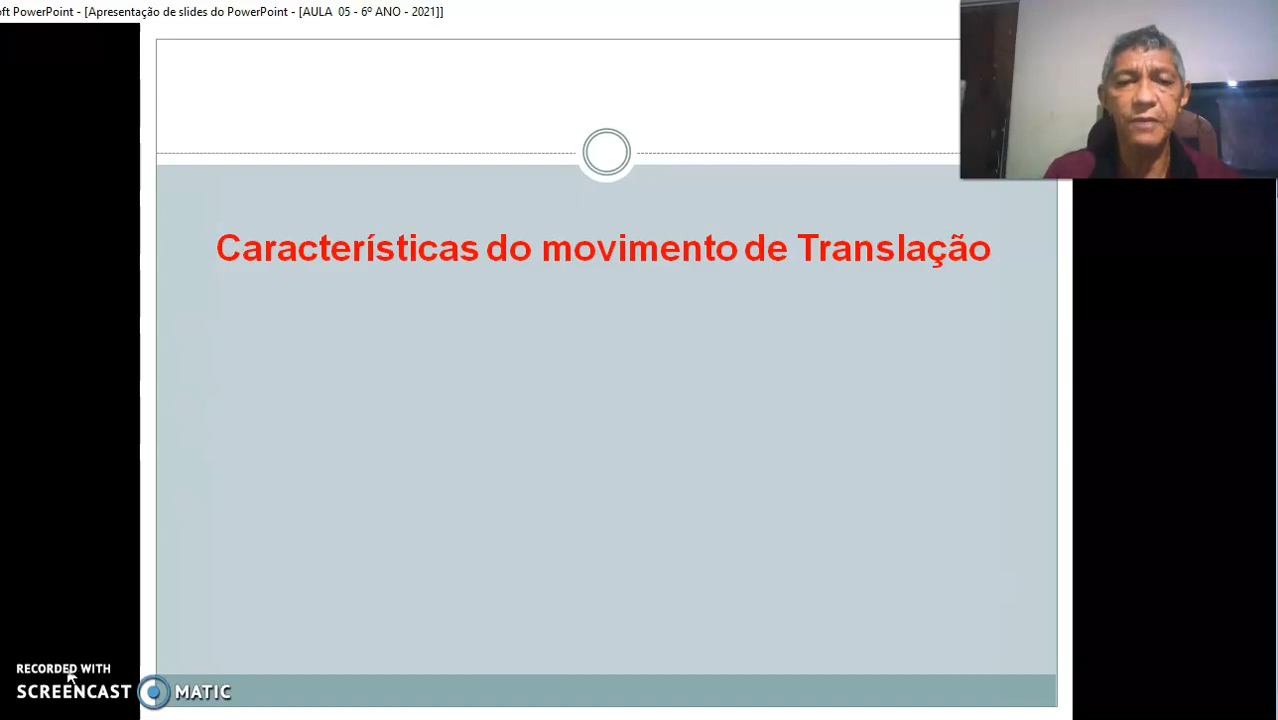 oft PowerPoint - [Apresentação de slides do PowerPoint - [AULA 05 - 6º ANO - 2021]]
Características do movimento de Translação
RECORDED WITH
SCREENCAST MATIC